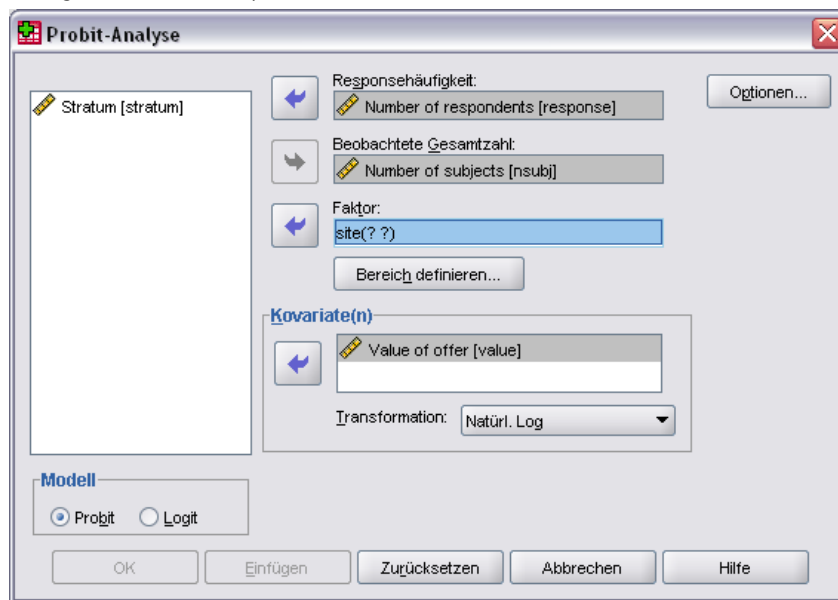 Probit-Analyse
Stratum [stratum]
Responsehäufigkeit:
Number of respondents [response]
Optionen...
Beobachtete Gesamtzahl:
Number of subjects [nsubj]
Faktor:
site(? ?)
Bereich definieren...
Kovariate(n)
Value of offer [value]
Transformation:
Natürl. Log
Modell
Probit
Logit
OK
Einfügen
Zurücksetzen
Abbrechen
Hilfe